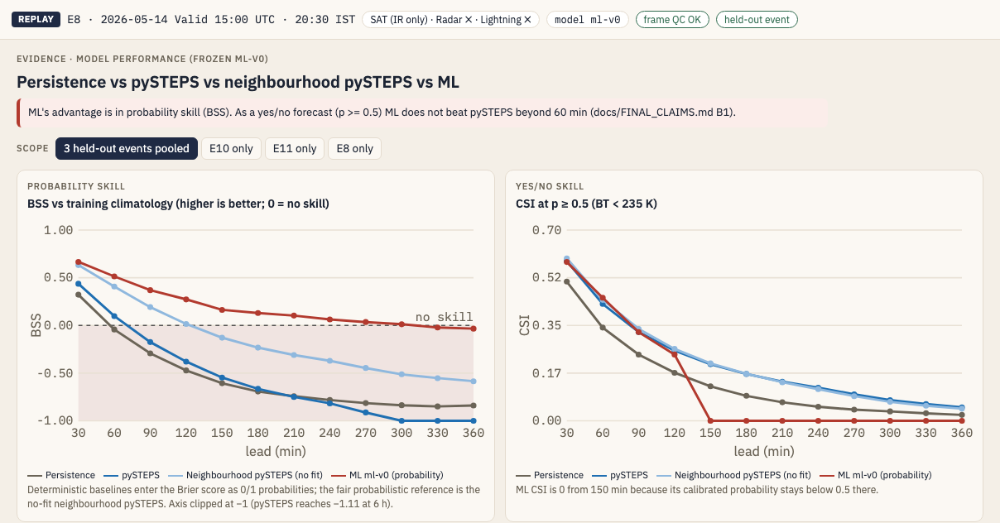 REPLAY E8 · 2026-05-14 Valid 15:00 UTC · 20:30 IST SAT (IR only) · Radar ✕ · Lightning ✕ model ml-v0 frame QC OK held-out event
EVIDENCE · MODEL PERFORMANCE (FROZEN ML-V0)
Persistence vs pySTEPS vs neighbourhood pySTEPS vs ML
ML's advantage is in probability skill (BSS). As a yes/no forecast (p >= 0.5) ML does not beat pySTEPS beyond 60 min (docs/FINAL_CLAIMS.md B1).
SCOPE 3 held-out events pooled E10 only E11 only E8 only
PROBABILITY SKILL
BSS vs training climatology (higher is better; 0 = no skill)
1.00
0.50
0.00
-0.50
-1.00
BSS
no skill
30 60 90 120 150 180 210 240 270 300 330 360
lead (min)
Persistence pySTEPS Neighbourhood pySTEPS (no fit) ML ml-v0 (probability)
Deterministic baselines enter the Brier score as 0/1 probabilities; the fair probabilistic reference is the
no-fit neighbourhood pySTEPS. Axis clipped at −1 (pySTEPS reaches −1.11 at 6 h).
YES/NO SKILL
CSI at p ≥ 0.5 (BT < 235 K)
0.70
0.52
0.35
0.17
0.00
CSI
30 60 90 120 150 180 210 240 270 300 330 360
lead (min)
Persistence pySTEPS Neighbourhood pySTEPS (no fit) ML ml-v0 (probability)
ML CSI is 0 from 150 min because its calibrated probability stays below 0.5 there.